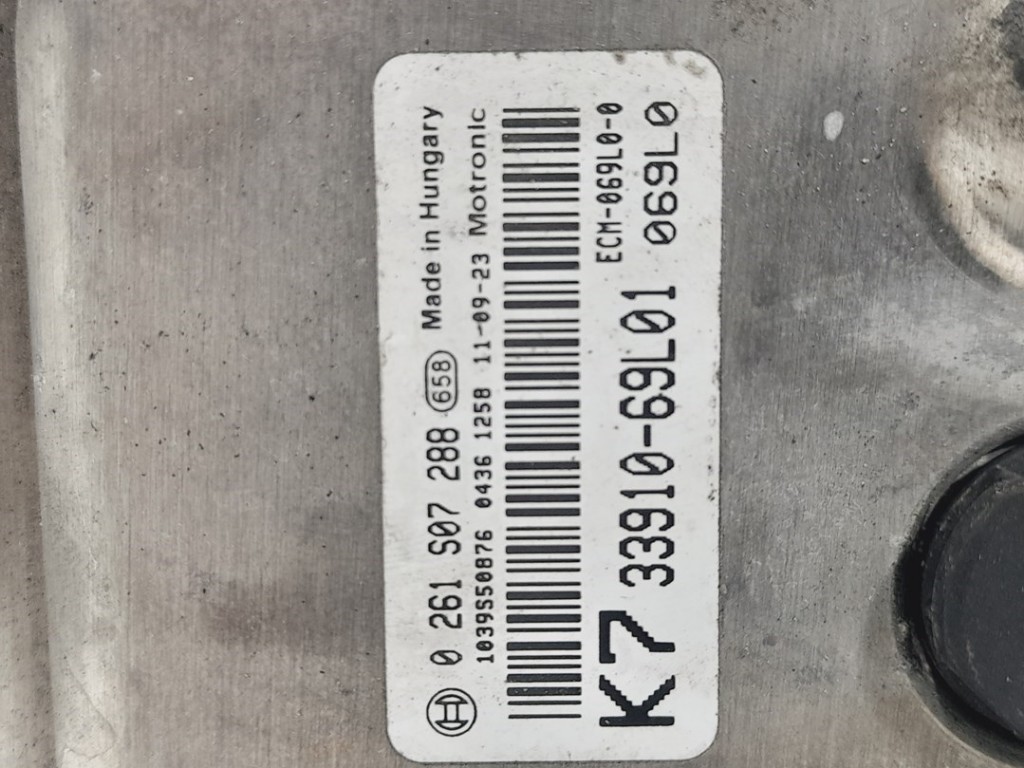 0 261 S07 288 658 Made in Hungary
1039S50876 0436 1258 11-09-23 Motronic
ECM-069L0-0
K7 33910-69L01 069L0